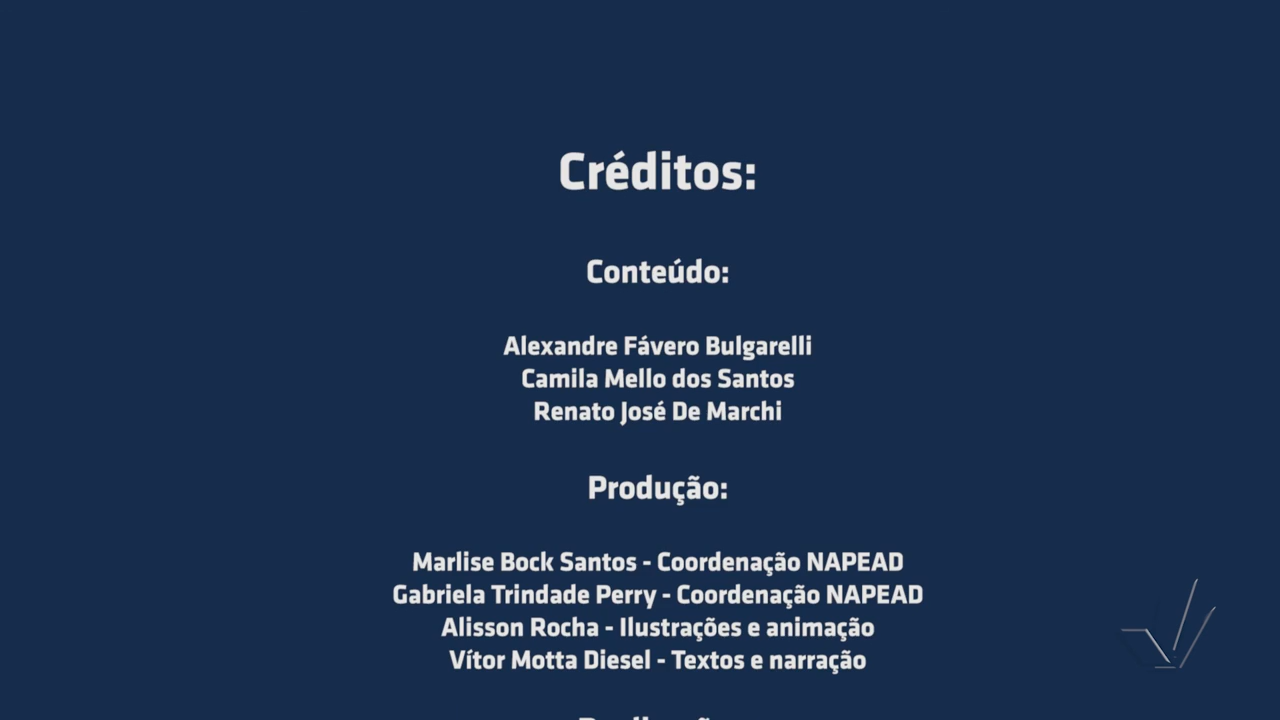 Créditos:
Conteúdo:
Alexandre Fávero Bulgarelli
Camila Mello dos Santos
Renato José De Marchi
Produção:
Marlise Bock Santos - Coordenação NAPEAD
Gabriela Trindade Perry - Coordenação NAPEAD
Alisson Rocha - Ilustrações e animação
Vítor Motta Diesel - Textos e narração